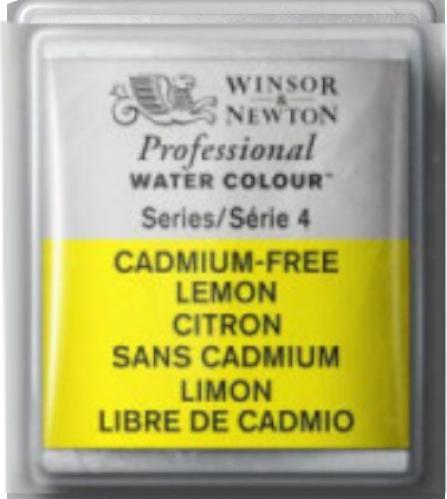 WINSOR
&
NEWTON
Professional
WATER COLOUR™
Series/Série 4
CADMIUM-FREE
LEMON
CITRON
SANS CADMIUM
LIMON
LIBRE DE CADMIO